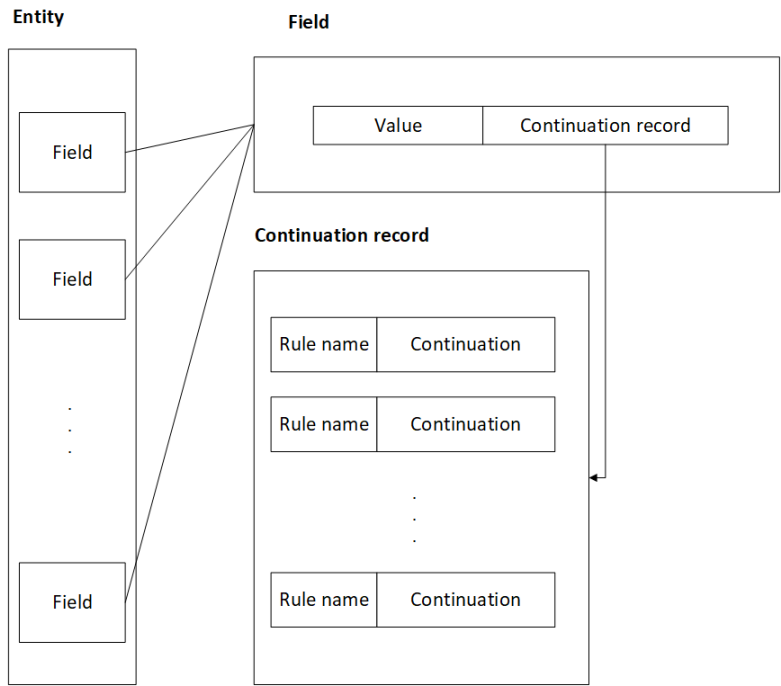 Entity
Field
Field
Field
.
.
.
Field
Value Continuation record
Continuation record
Rule name Continuation
Rule name Continuation
.
.
.
Rule name Continuation